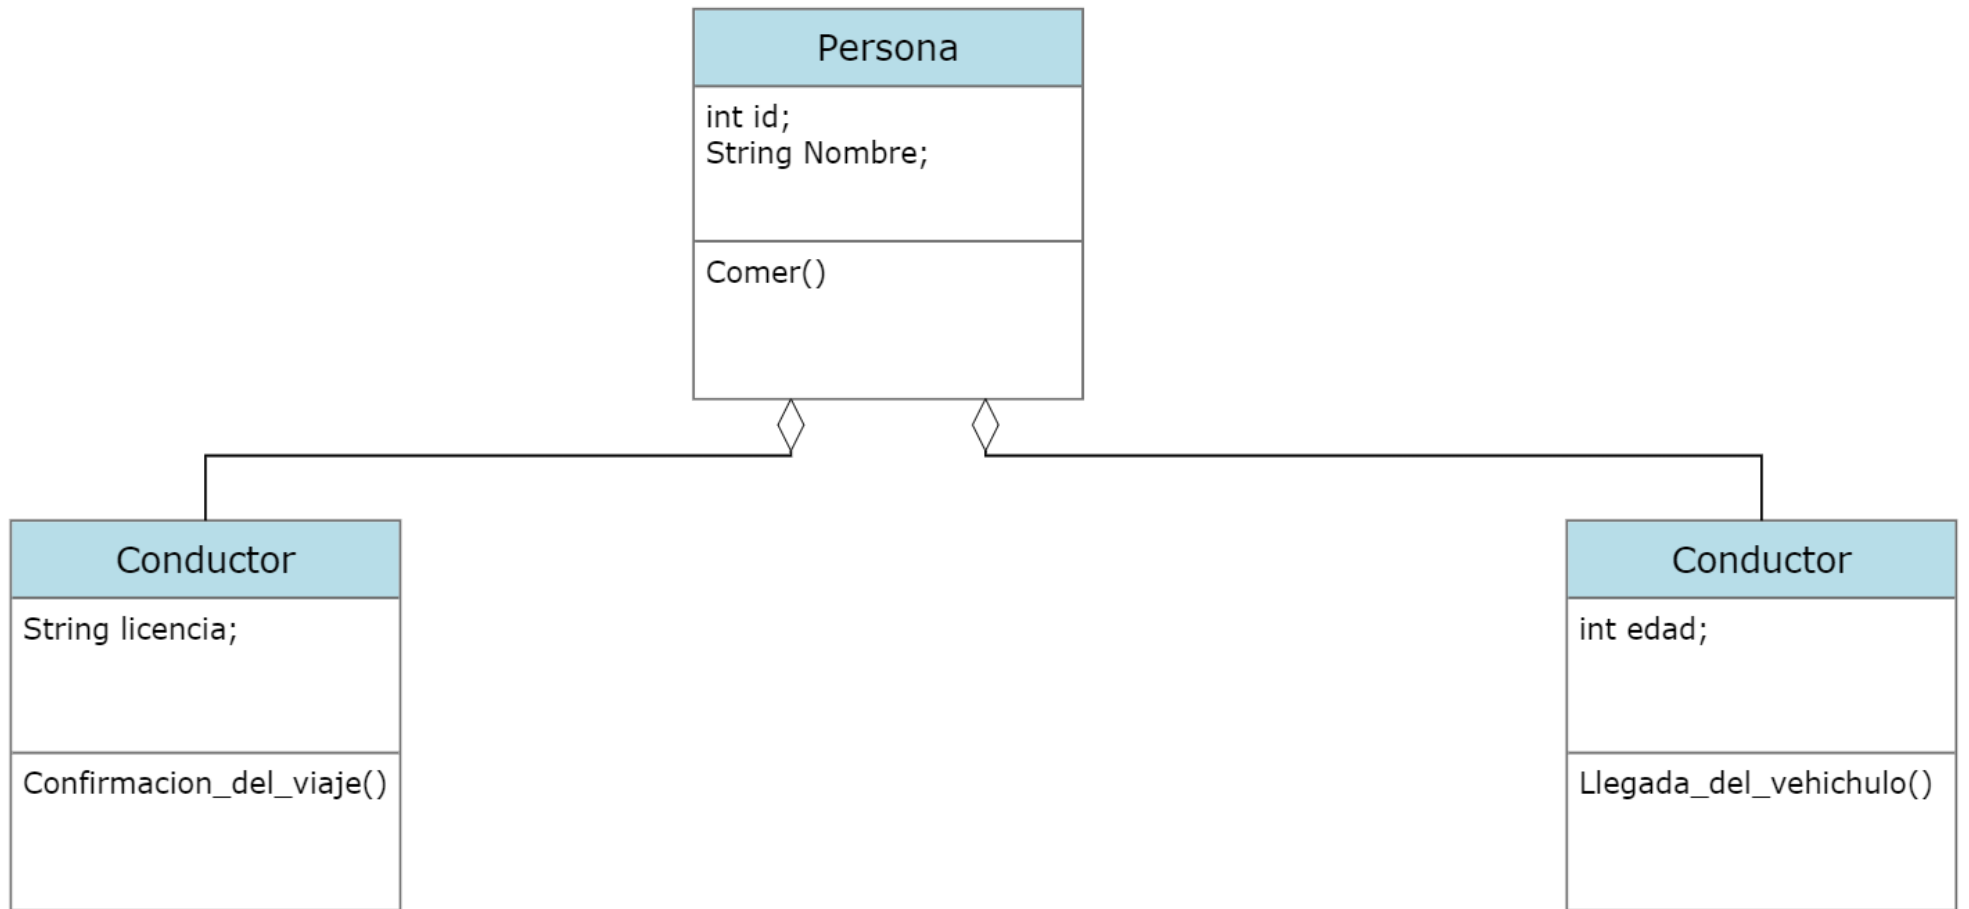 Persona
int id;
String Nombre;
Comer()
Conductor
String licencia;
Confirmacion_del_viaje()
Conductor
int edad;
Llegada_del_vehichulo()